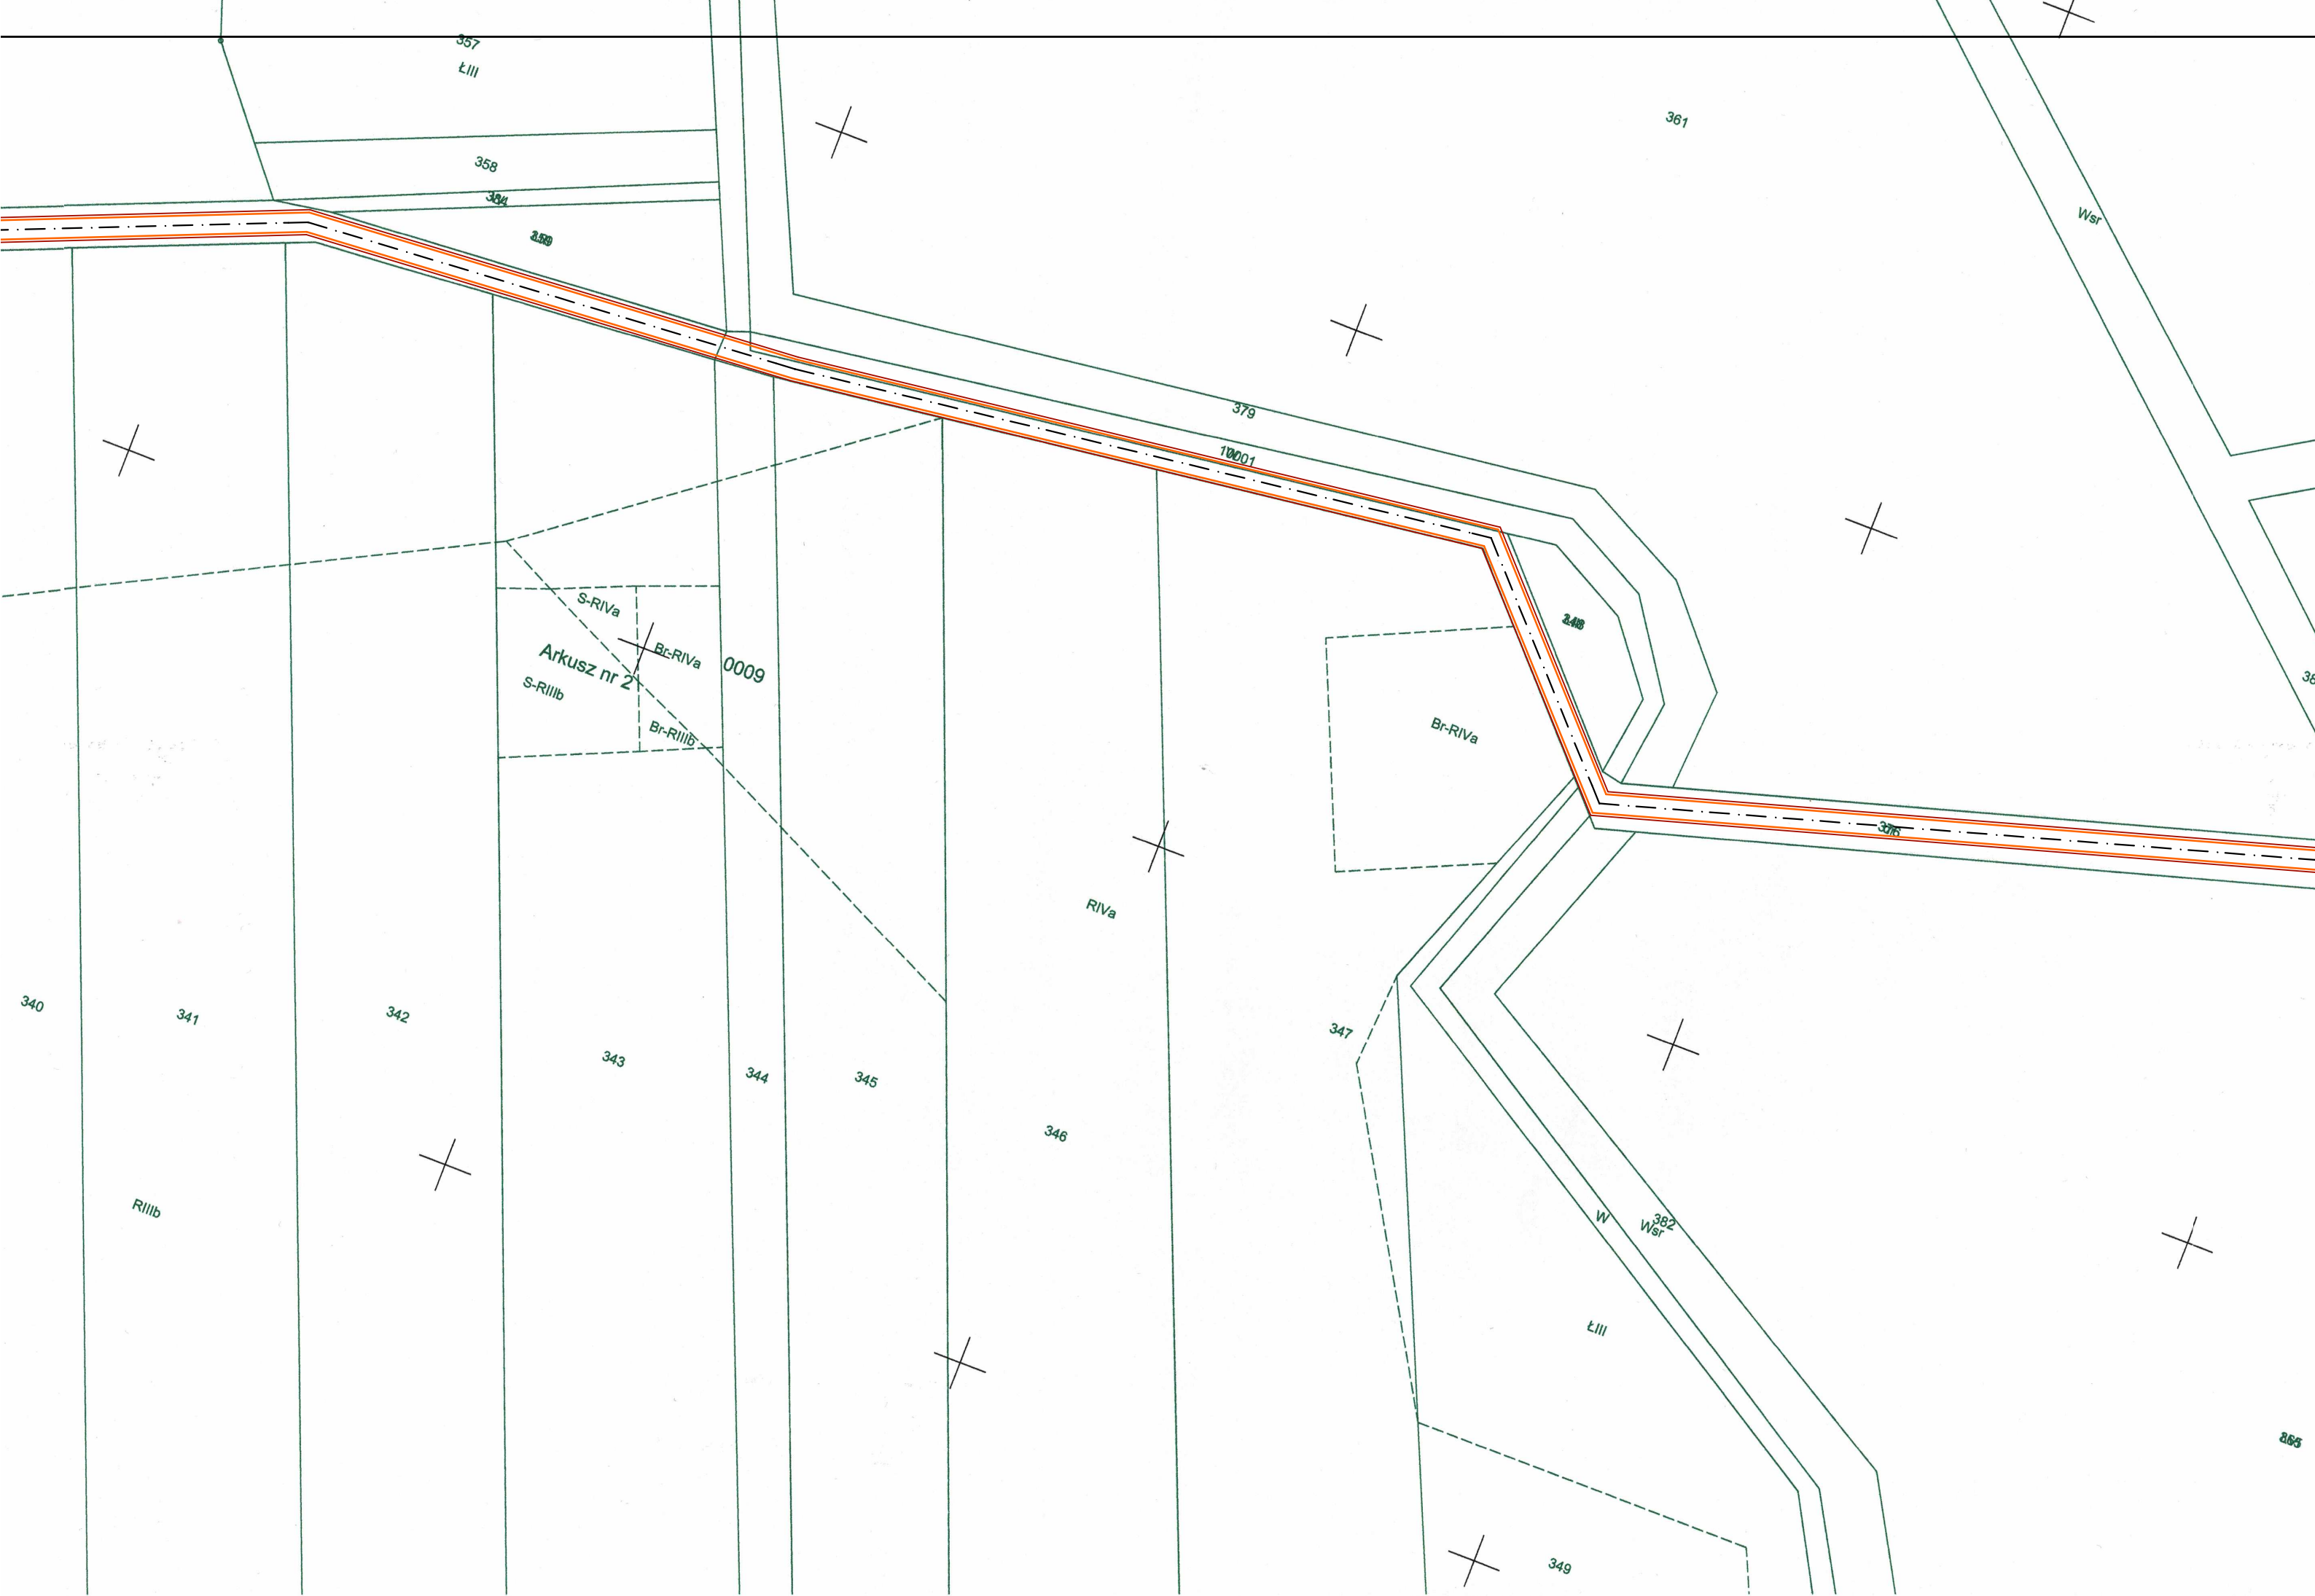 357
ŁIII
361
358
Wsr
379
S-RIVa
Br-RIVa
0009
Arkusz nr 2
S-RIIIb
Br-RIIIb
Br-RIVa
RIVa
340
341
342
347
343
344
345
346
RIIIb
W
382
Wsr
ŁIII
349